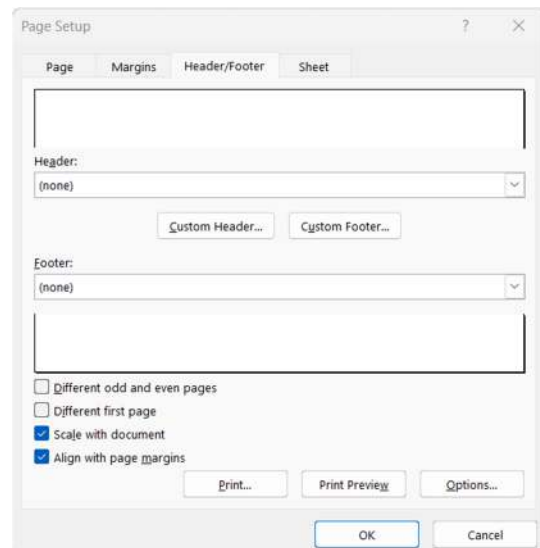 Page Setup ? ×
Page Margins Header/Footer Sheet
Header:
(none)
Custom Header... Custom Footer...
Footer:
(none)
Different odd and even pages
Different first page
Scale with document
Align with page margins
Print... Print Preview Options...
OK Cancel